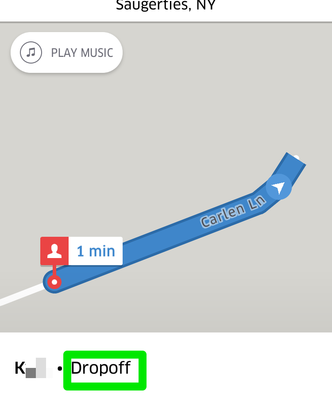 Saugerties, NY
PLAY MUSIC
Carlen Ln
1 min
K • Dropoff